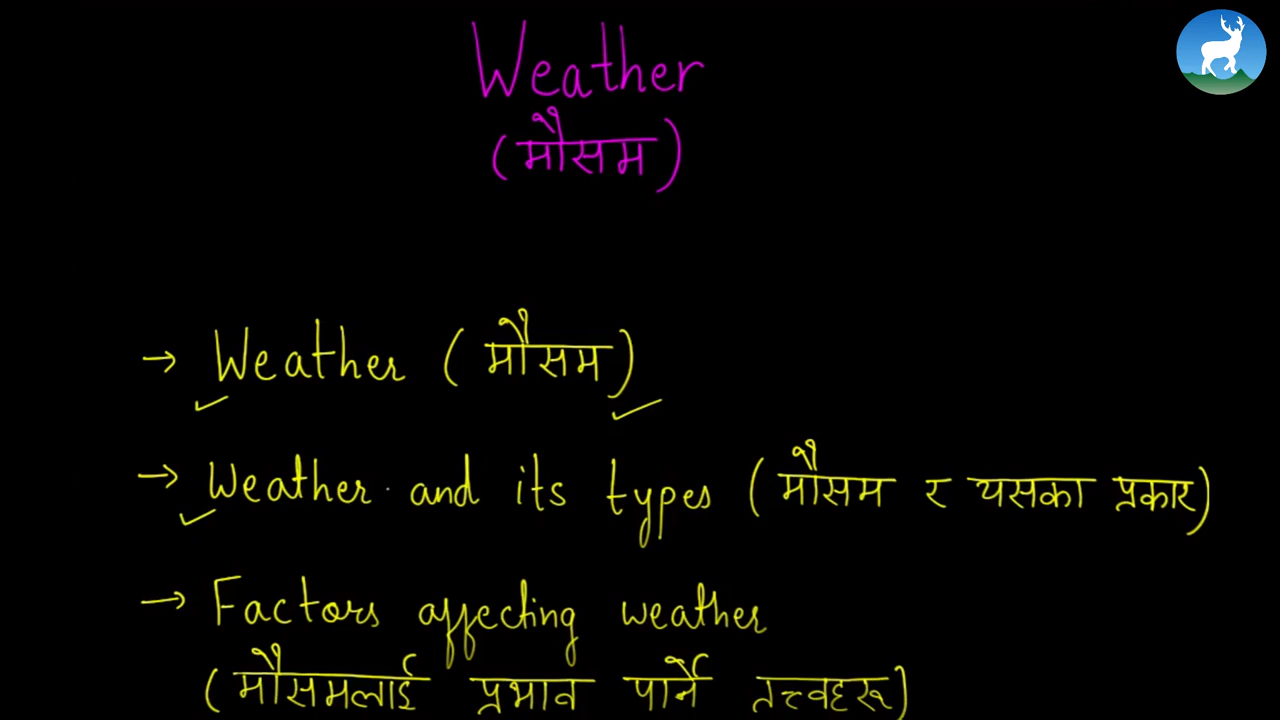 Weather
(मौसम)
→ Weather (मौसम)
→ Weather and its types (मौसम र यसका प्रकार)
→ Factors affecting weather
(मौसमलाई प्रभाव पार्ने तत्त्वहरू)